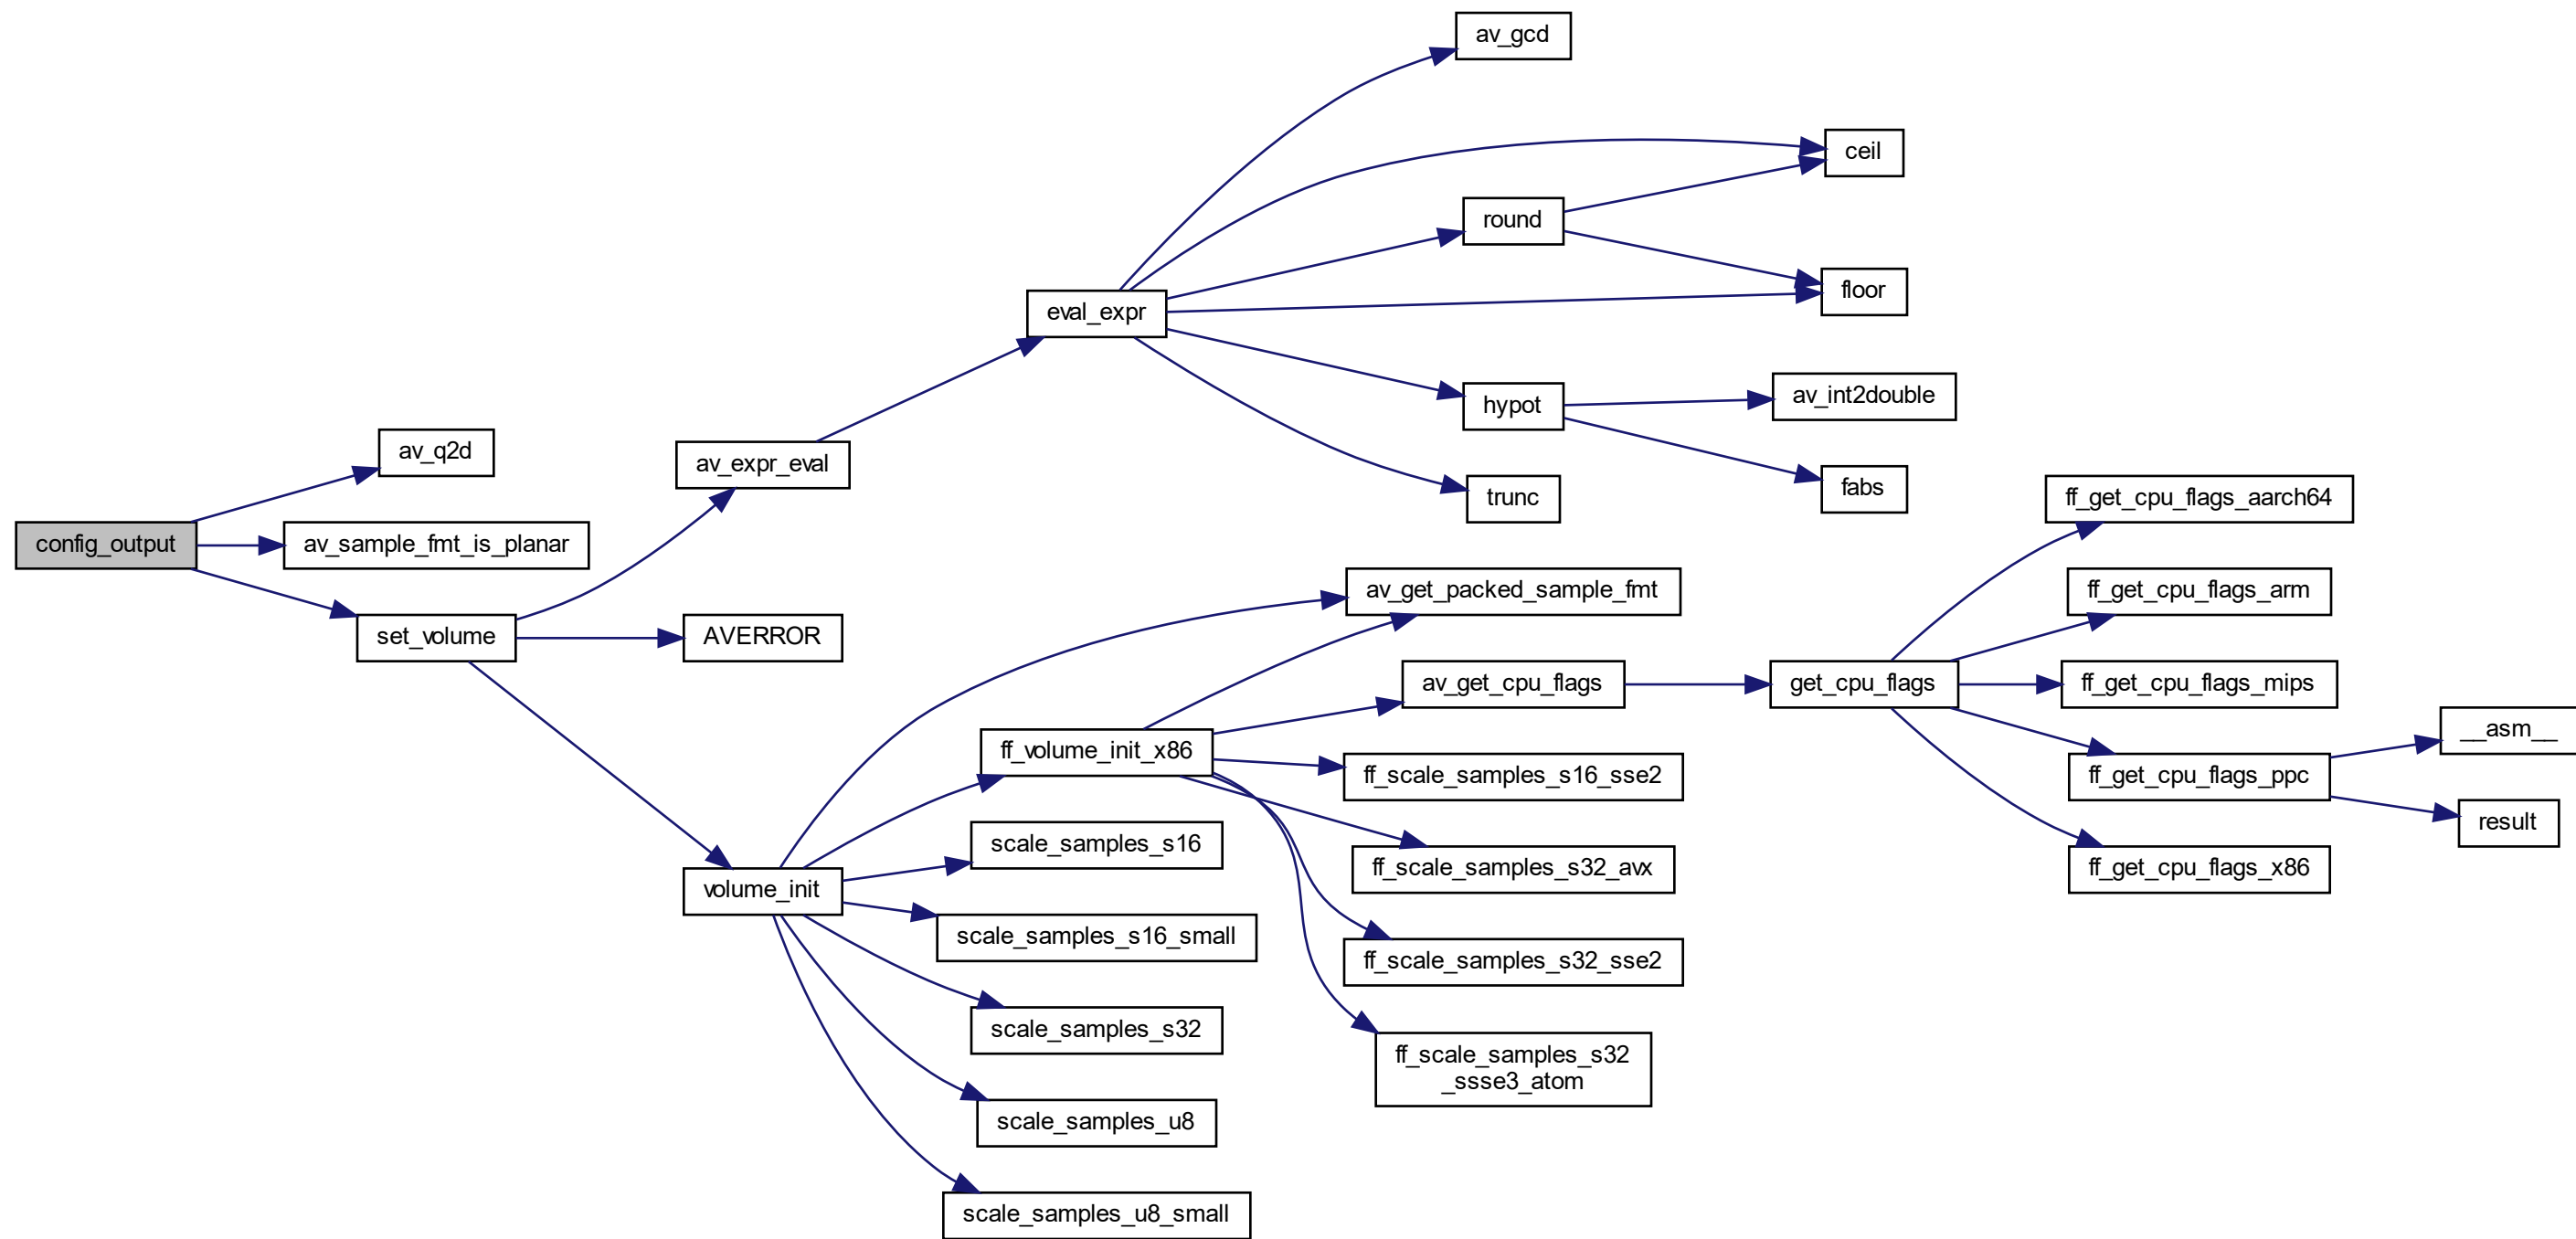 av_gcd
ceil
round
floor
eval_expr
av_int2double
hypot
av_q2d
av_expr_eval
fabs
trunc
ff_get_cpu_flags_aarch64
config_output
av_sample_fmt_is_planar
av_get_packed_sample_fmt
ff_get_cpu_flags_arm
set_volume
AVERROR
av_get_cpu_flags
get_cpu_flags
ff_get_cpu_flags_mips
__asm__
ff_volume_init_x86
ff_scale_samples_s16_sse2
ff_get_cpu_flags_ppc
result
scale_samples_s16
ff_scale_samples_s32_avx
ff_get_cpu_flags_x86
volume_init
scale_samples_s16_small
ff_scale_samples_s32_sse2
scale_samples_s32
ff_scale_samples_s32
_ssse3_atom
scale_samples_u8
scale_samples_u8_small